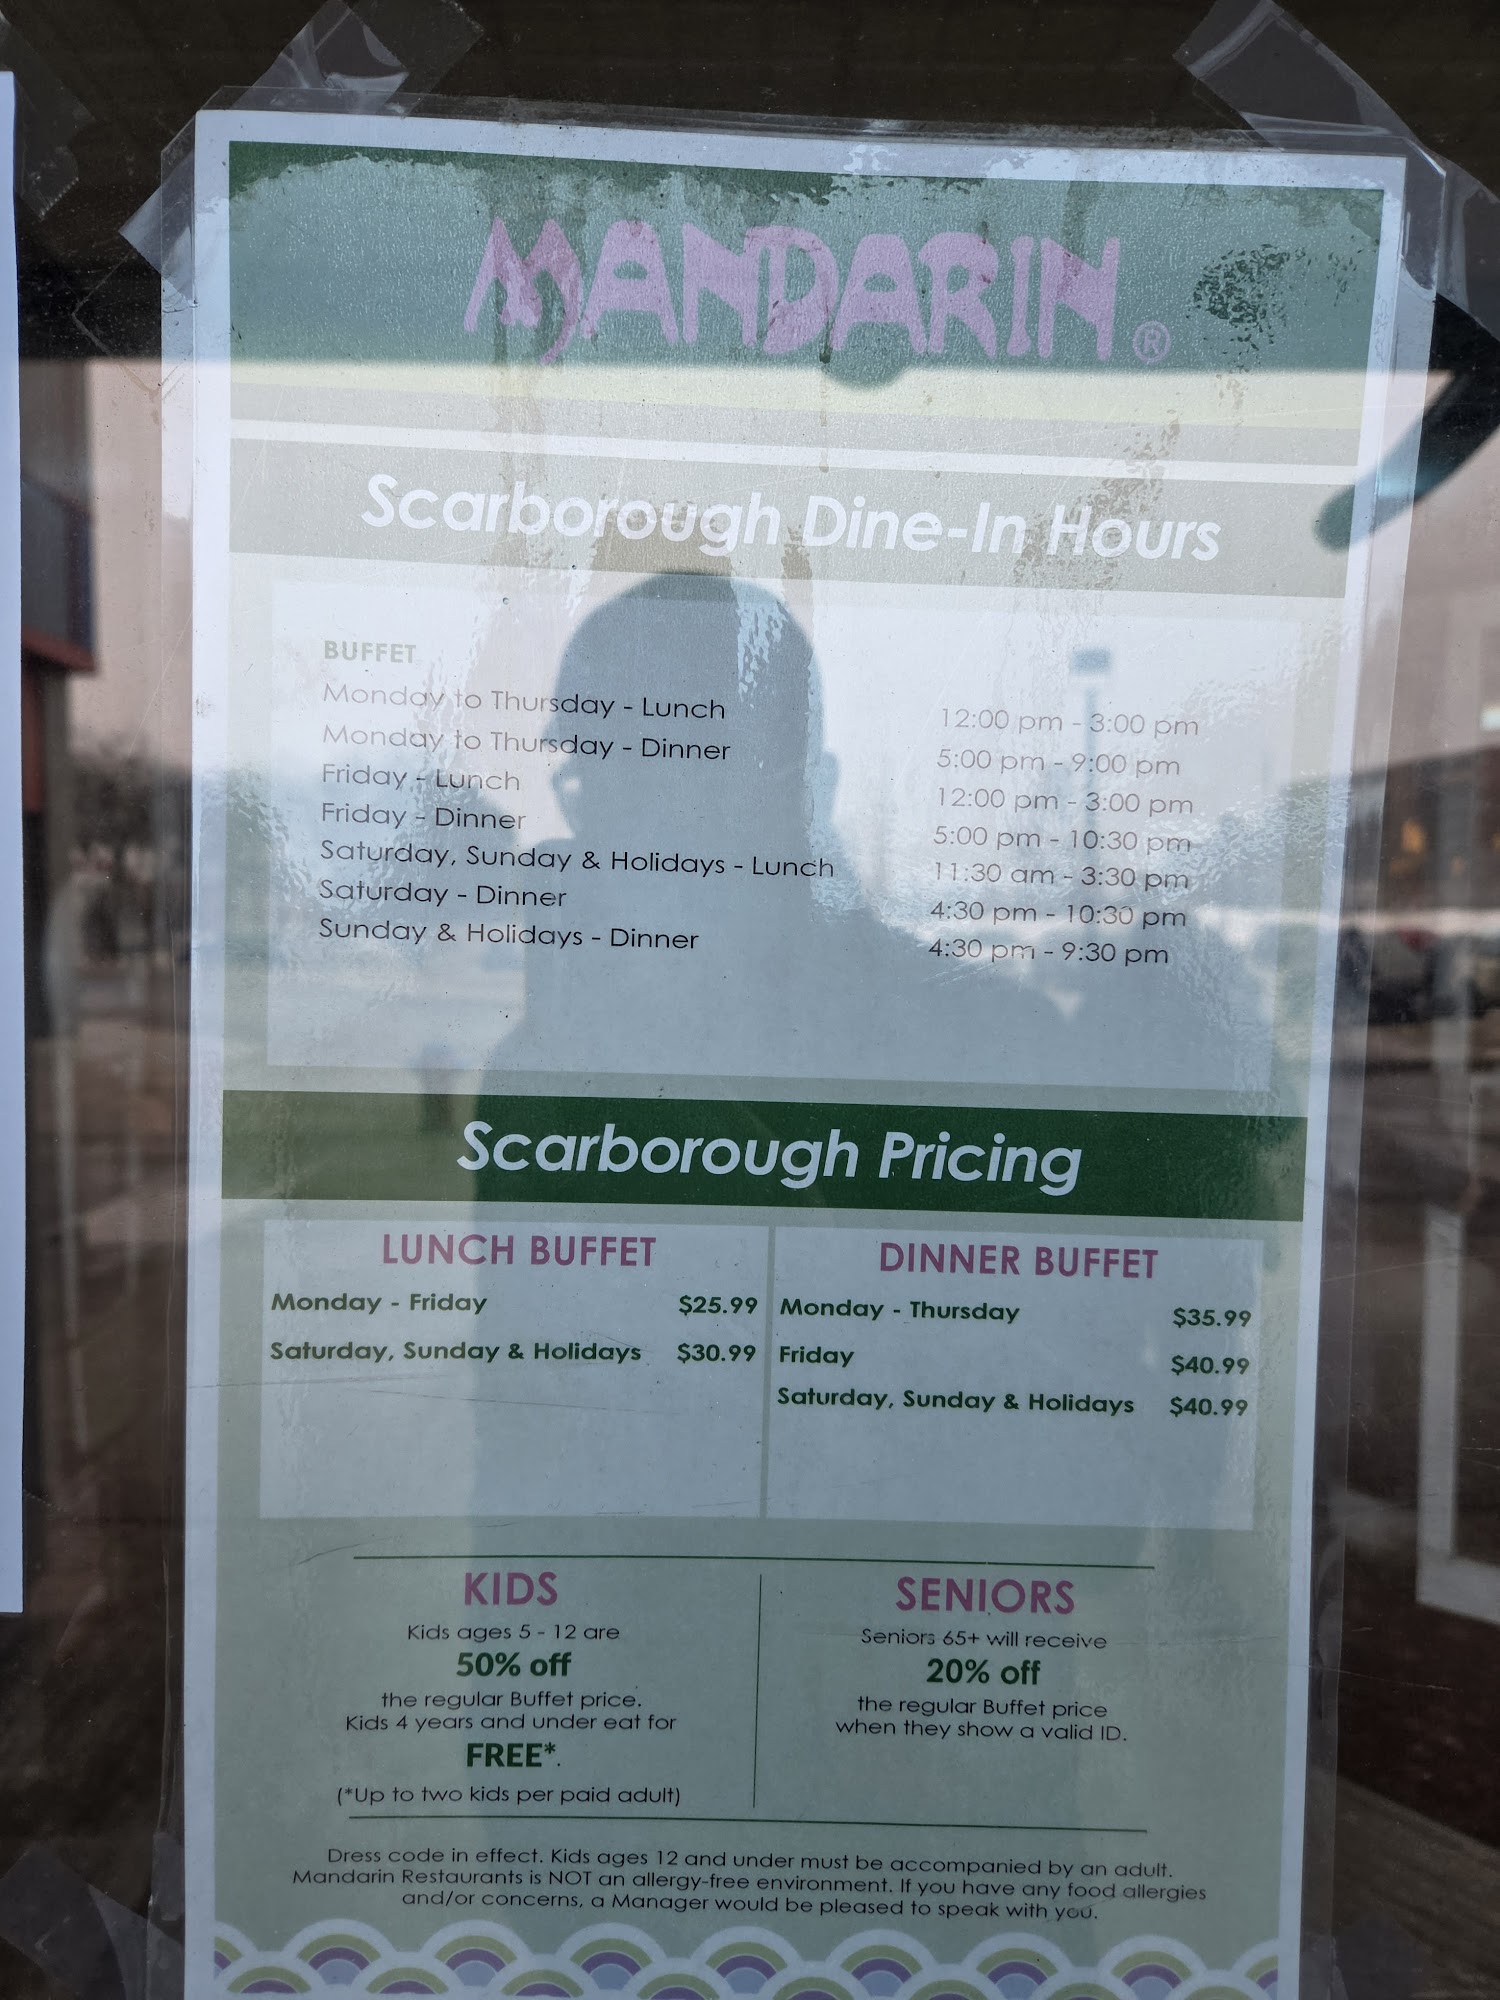 MANDARIN®
Scarborough Dine-In Hours
BUFFET
Monday to Thursday - Lunch 12:00 pm - 3:00 pm
Monday to Thursday - Dinner 5:00 pm - 9:00 pm
Friday - Lunch 12:00 pm - 3:00 pm
Friday - Dinner 5:00 pm - 10:30 pm
Saturday, Sunday & Holidays - Lunch 11:30 am - 3:30 pm
Saturday - Dinner 4:30 pm - 10:30 pm
Sunday & Holidays - Dinner 4:30 pm - 9:30 pm
Scarborough Pricing
LUNCH BUFFET
Monday - Friday $25.99
Saturday, Sunday & Holidays $30.99
DINNER BUFFET
Monday - Thursday $35.99
Friday $40.99
Saturday, Sunday & Holidays $40.99
KIDS
Kids ages 5 - 12 are
50% off
the regular Buffet price.
Kids 4 years and under eat for
FREE*.
(*Up to two kids per paid adult)
SENIORS
Seniors 65+ will receive
20% off
the regular Buffet price
when they show a valid ID.
Dress code in effect. Kids ages 12 and under must be accompanied by an adult.
Mandarin Restaurants is NOT an allergy-free environment. If you have any food allergies
and/or concerns, a Manager would be pleased to speak with you.